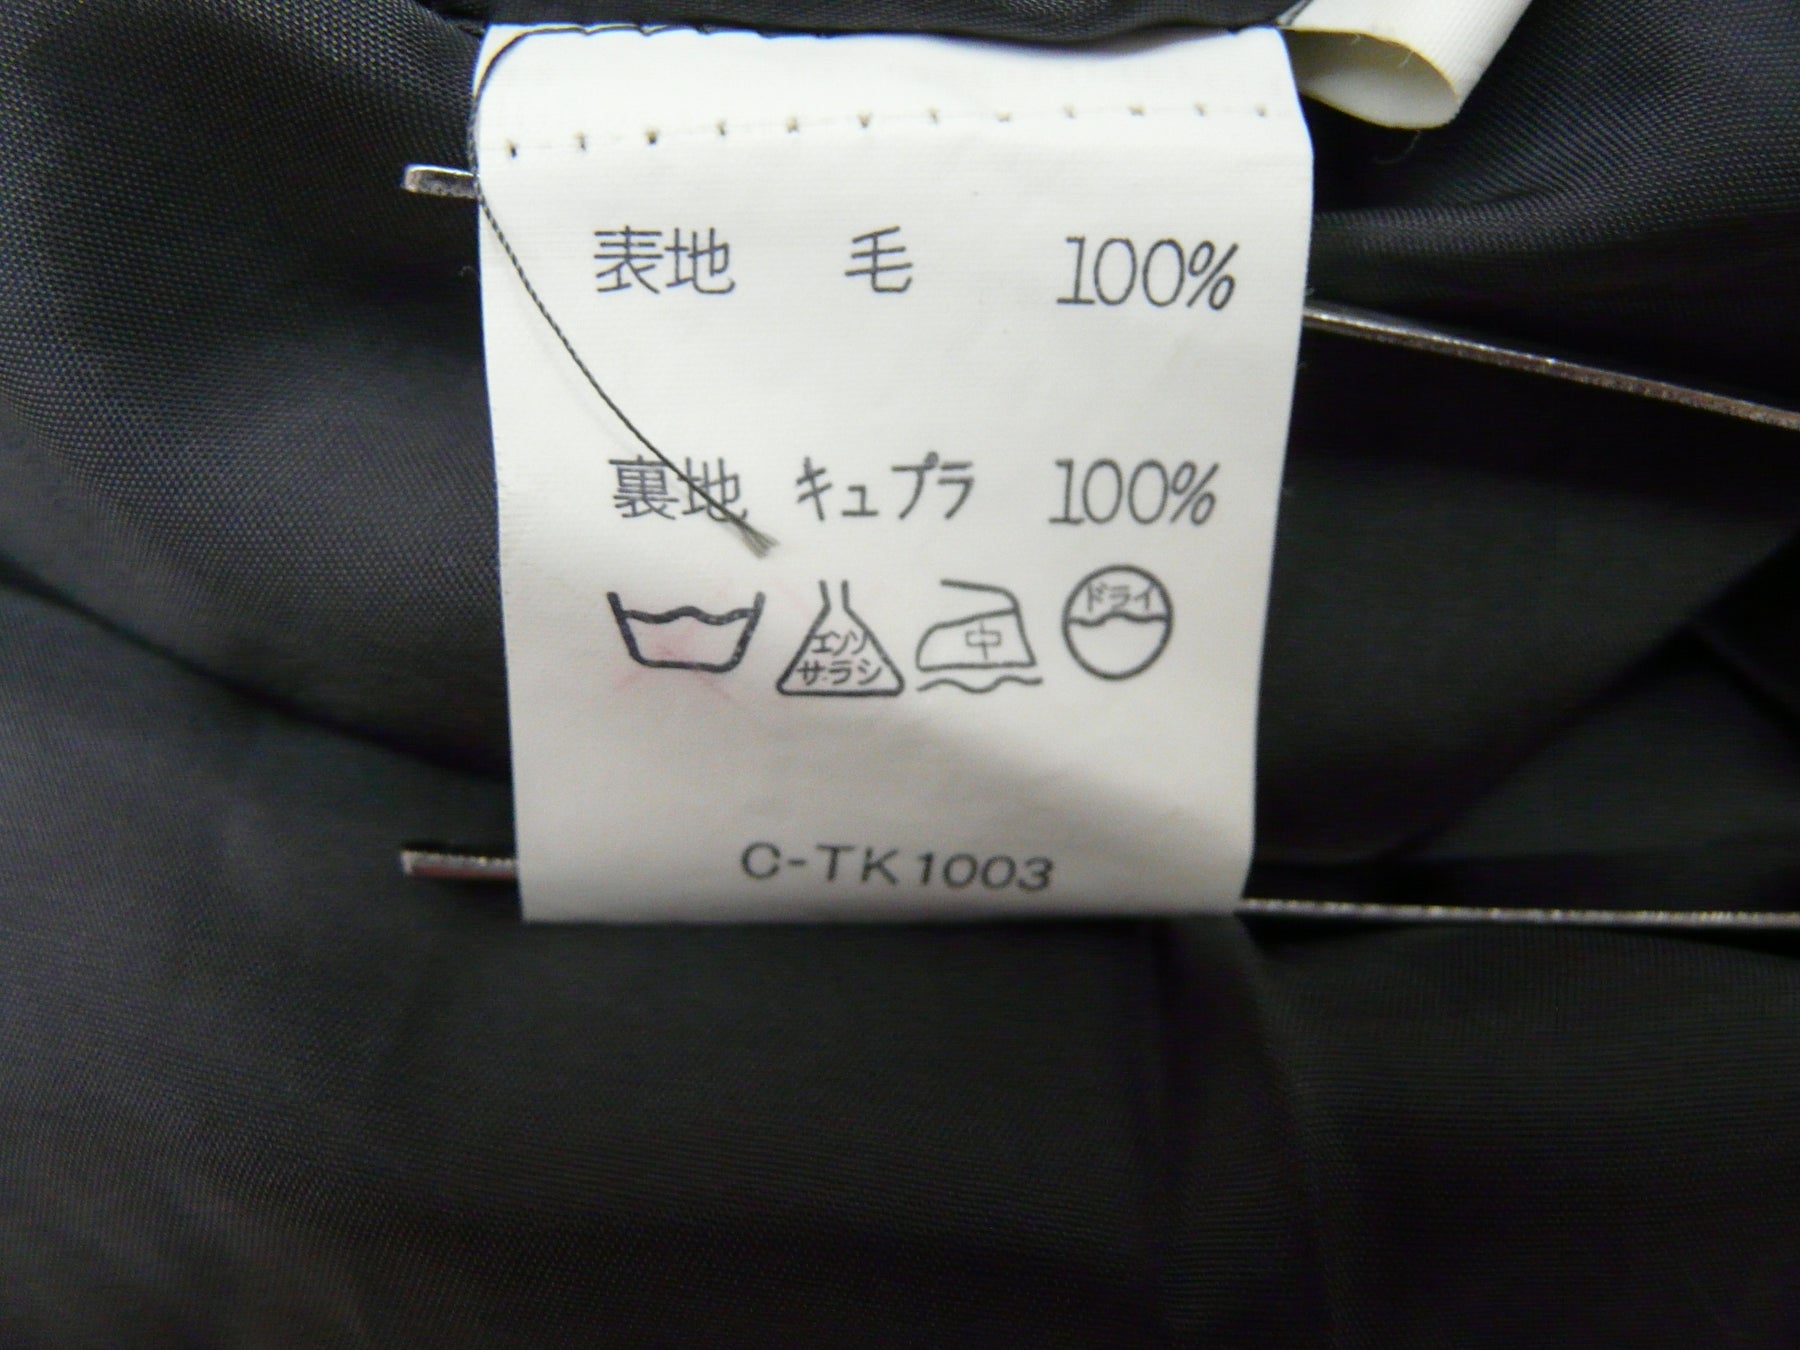 表地 毛 100%
裏地 キュプラ 100%
エンソ
サラシ
中
ドライ
C-TK1003